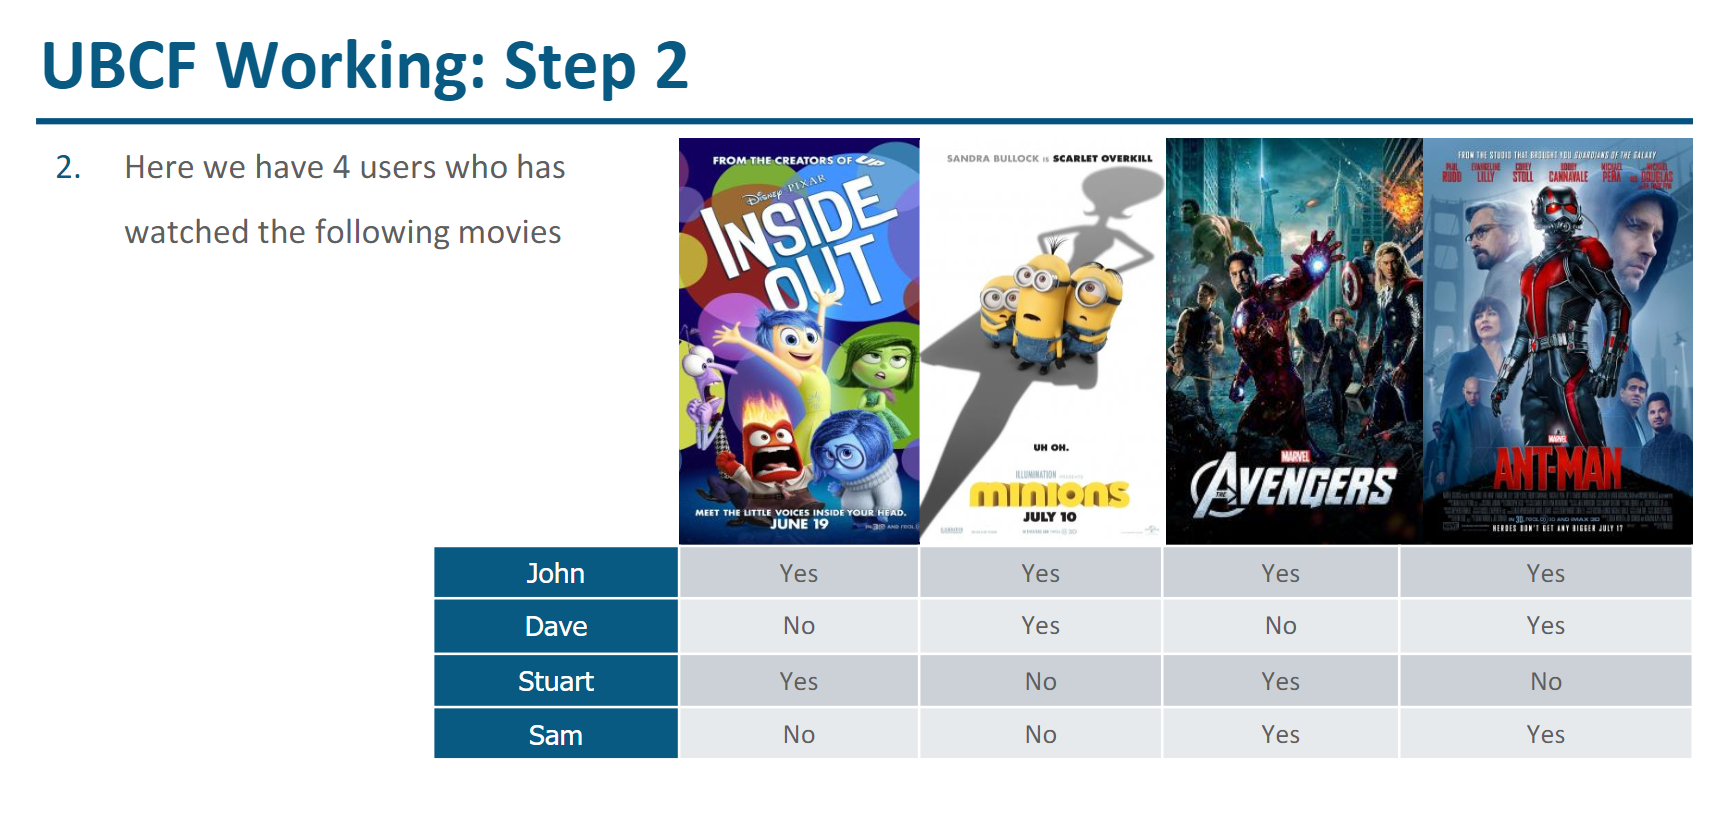 UBCF Working: Step 2
2. Here we have 4 users who has
watched the following movies
FROM THE CREATORS OF UP
DISNEY PIXAR
INSIDE
OUT
MEET THE LITTLE VOICES INSIDE YOUR HEAD.
JUNE 19
SANDRA BULLOCK IS SCARLET OVERKILL
UH OH.
ILLUMINATION
minions
JULY 10
MARVEL
THE AVENGERS
FROM THE STUDIO THAT BROUGHT YOU GUARDIANS OF THE GALAXY
PAUL RUDD EVANGELINE LILLY COREY STOLL BOBBY CANNAVALE MICHAEL PEÑA AND MICHAEL DOUGLAS
MARVEL
ANT-MAN
HEROES DON'T GET ANY BIGGER JULY 17
John Yes Yes Yes Yes
Dave No Yes No Yes
Stuart Yes No Yes No
Sam No No Yes Yes